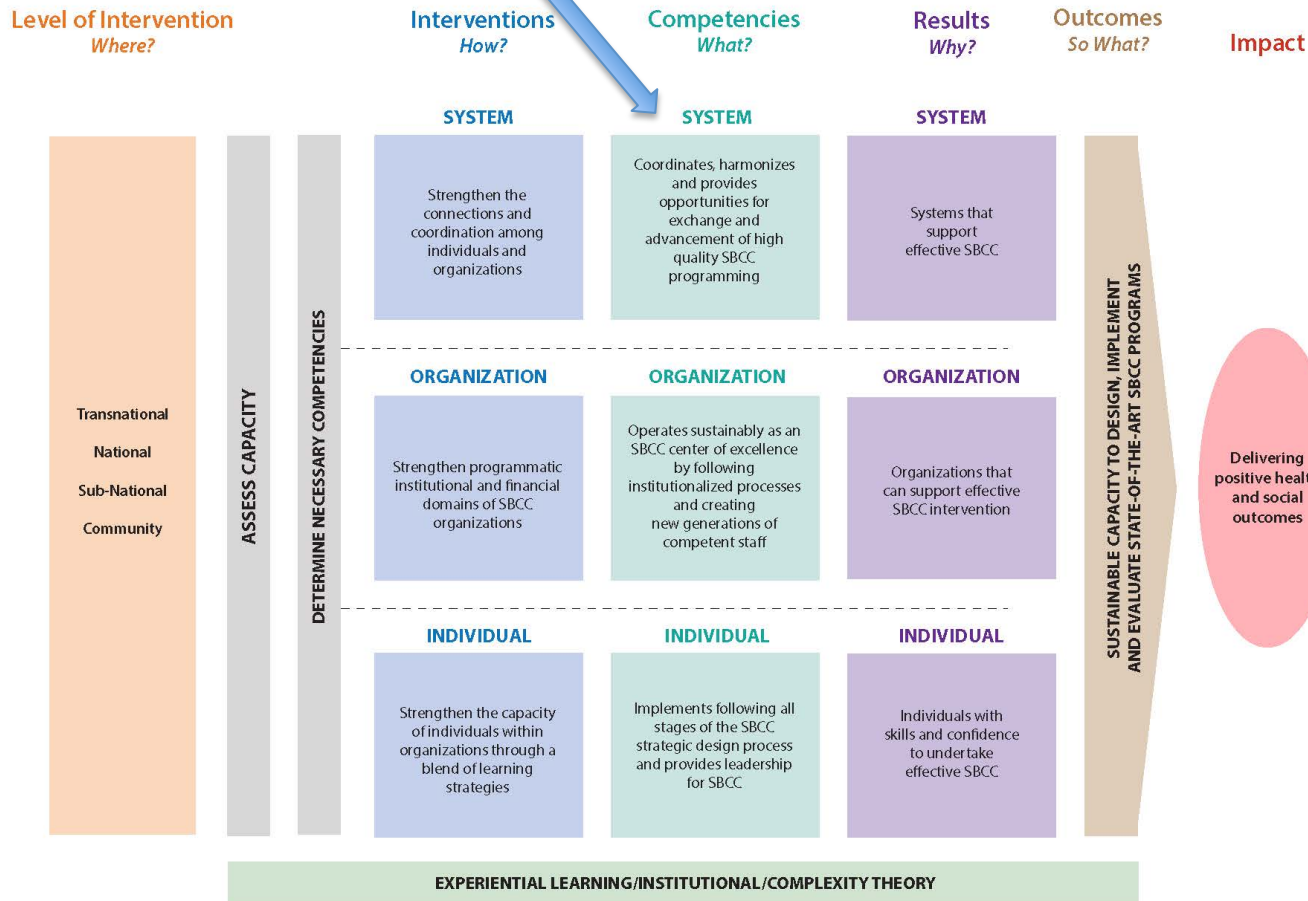 Level of Intervention
Where?
Interventions
How?
Competencies
What?
Results
Why?
Outcomes
So What?
Impact
Transnational
National
Sub-National
Community
ASSESS CAPACITY
DETERMINE NECESSARY COMPETENCIES
SYSTEM
Strengthen the
connections and
coordination among
individuals and
organizations
SYSTEM
Coordinates, harmonizes
and provides
opportunities for
exchange and
advancement of high
quality SBCC
programming
SYSTEM
Systems that
support
effective SBCC
ORGANIZATION
Strengthen programmatic
institutional and financial
domains of SBCC
organizations
ORGANIZATION
Operates sustainably as an
SBCC center of excellence
by following
institutionalized processes
and creating
new generations of
competent staff
ORGANIZATION
Organizations that
can support effective
SBCC intervention
INDIVIDUAL
Strengthen the capacity
of individuals within
organizations through a
blend of learning
strategies
INDIVIDUAL
Implements following all
stages of the SBCC
strategic design process
and provides leadership
for SBCC
INDIVIDUAL
Individuals with
skills and confidence
to undertake
effective SBCC
SUSTAINABLE CAPACITY TO DESIGN, IMPLEMENT
AND EVALUATE STATE-OF-THE-ART SBCC PROGRAMS
Delivering
positive healt
and social
outcomes
EXPERIENTIAL LEARNING/INSTITUTIONAL/COMPLEXITY THEORY